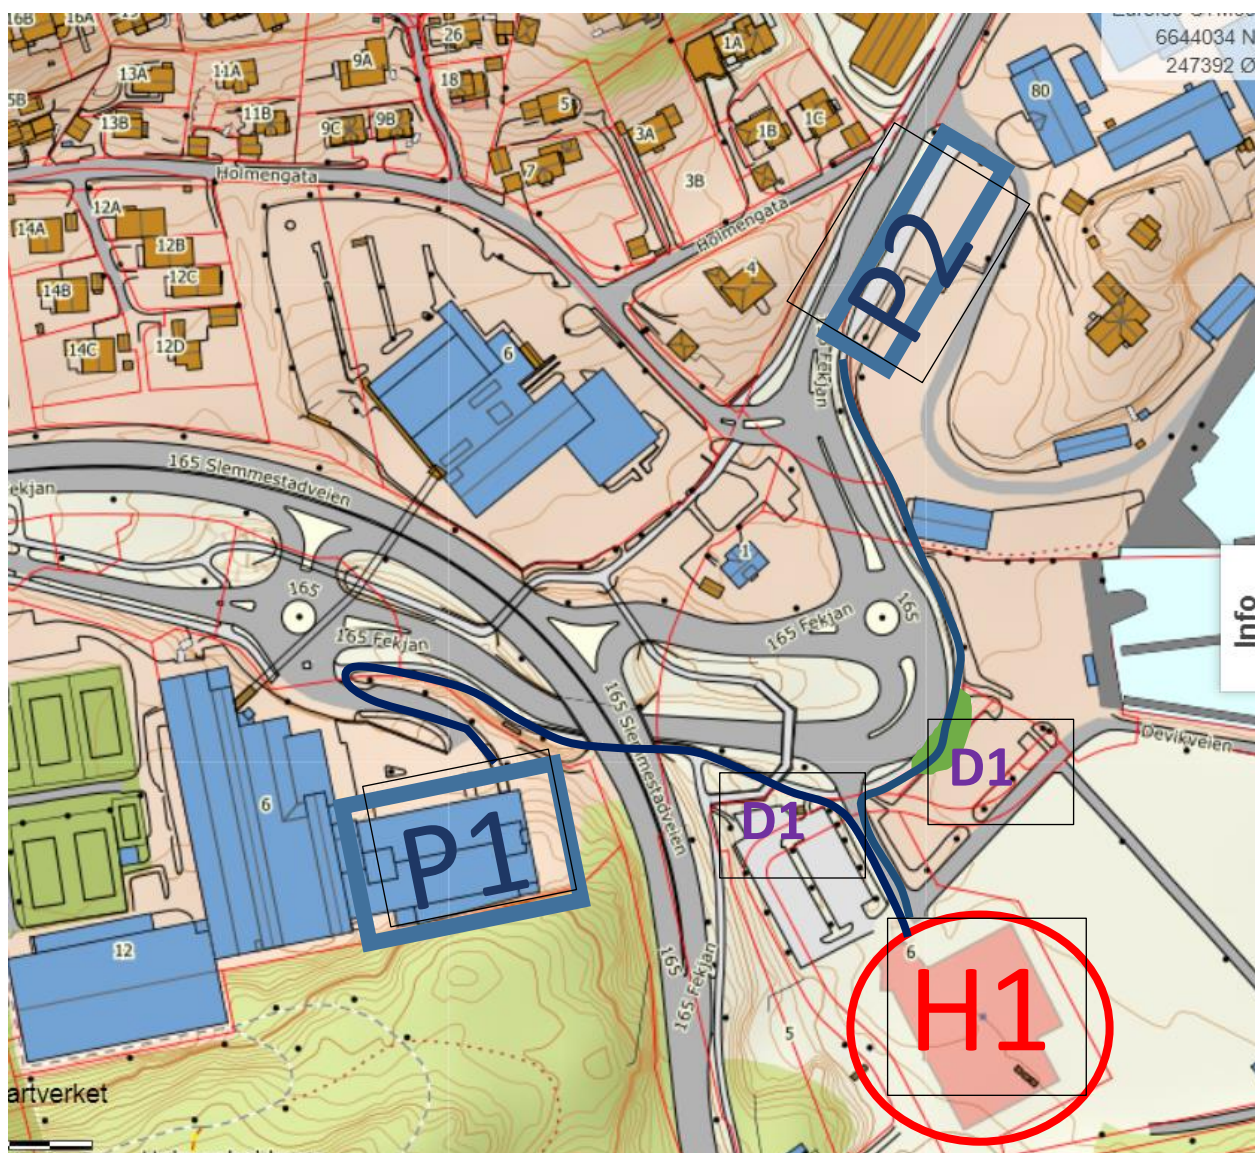 16B
16A
26
1A
6644034 N
247392 Ø
13A
11A
9A
18
5
80
5B
13B
11B
9C
9B
3A
1B
1C
7
3B
Holmengata
12A
14A
12B
Holmengata
P2
12C
4
14B
14C
12D
6
Fekjan
165 Slemmestadveien
ekjan
1
Info
165
165 Fekjan
165 Fekjan
165
165 Slemmestadveien
Devikveien
D1
D1
6
P1
12
165
6
H1
165 Fekjan
5
artverket